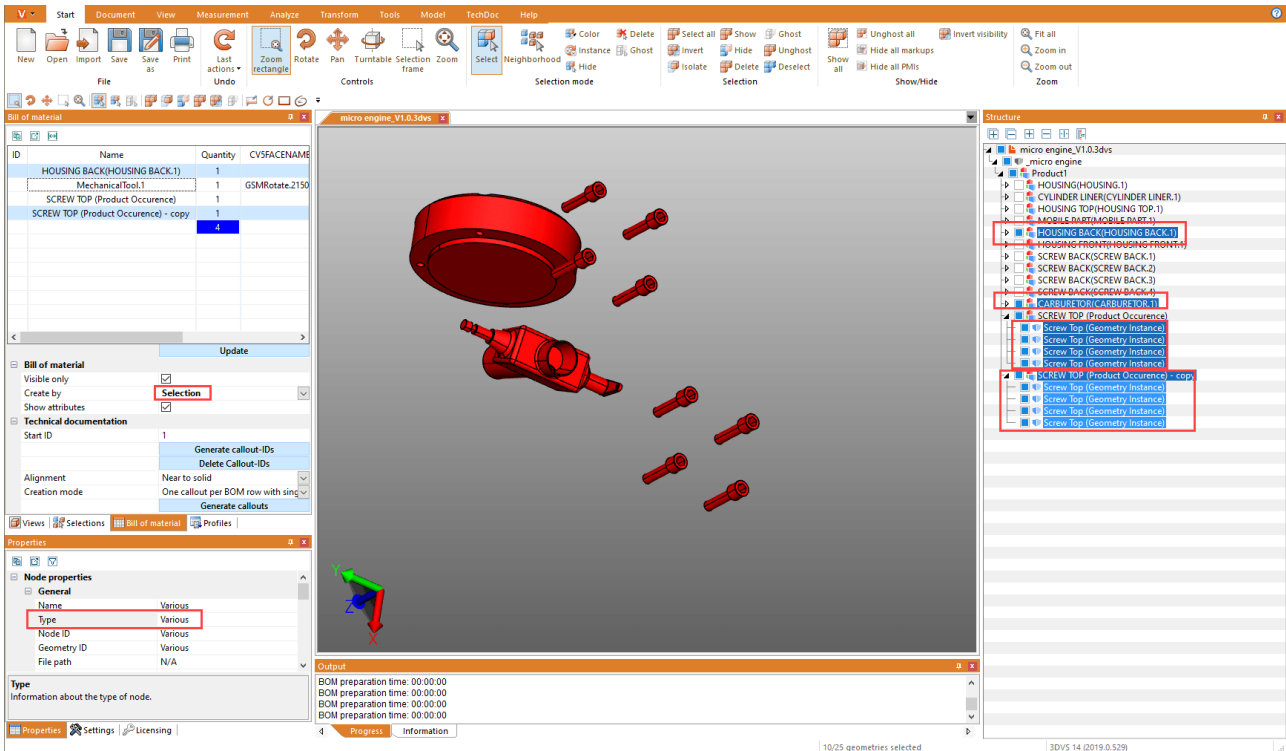 V Start Document View Measurement Analyze Transform Tools Model TechDoc Help
New Open Import Save Save as Print
File
Last actions
Undo
Zoom rectangle Rotate Pan Turntable Selection frame Zoom
Controls
Select Neighborhood Color Delete
Instance Ghost
Hide
Selection mode
Select all Show Ghost
Invert Hide Unghost
Isolate Delete Deselect
Selection
Show all Unghost all Invert visibility
Hide all markups
Hide all PMIs
Show/Hide
Fit all
Zoom in
Zoom out
Zoom
Bill of material
ID Name Quantity CV5FACENAME
HOUSING BACK(HOUSING BACK.1) 1
MechanicalTool.1 1 GSMRotate.2150
SCREW TOP (Product Occurence) 1
SCREW TOP (Product Occurence) - copy 1
4
Update
Bill of material
Visible only
Create by Selection
Show attributes
Technical documentation
Start ID 1
Generate callout-IDs
Delete Callout-IDs
Alignment Near to solid
Creation mode One callout per BOM row with sing
Generate callouts
Views Selections Bill of material Profiles
Properties
Node properties
General
Name Various
Type Various
Node ID Various
Geometry ID Various
File path N/A
Type
Information about the type of node.
Properties Settings Licensing
micro engine_V1.0.3dvs
Y
Z
X
Output
BOM preparation time: 00:00:00
BOM preparation time: 00:00:00
BOM preparation time: 00:00:00
BOM preparation time: 00:00:00
Progress Information
Structure
micro engine_V1.0.3dvs
_micro engine
Product1
HOUSING(HOUSING.1)
CYLINDER LINER(CYLINDER LINER.1)
HOUSING TOP(HOUSING TOP.1)
MOBILE PART(MOBILE PART.1)
HOUSING BACK(HOUSING BACK.1)
HOUSING FRONT(HOUSING FRONT.1)
SCREW BACK(SCREW BACK.1)
SCREW BACK(SCREW BACK.2)
SCREW BACK(SCREW BACK.3)
SCREW BACK(SCREW BACK.4)
CARBURETOR(CARBURETOR.1)
SCREW TOP (Product Occurence)
Screw Top (Geometry Instance)
Screw Top (Geometry Instance)
Screw Top (Geometry Instance)
Screw Top (Geometry Instance)
SCREW TOP (Product Occurence) - copy
Screw Top (Geometry Instance)
Screw Top (Geometry Instance)
Screw Top (Geometry Instance)
Screw Top (Geometry Instance)
10/25 geometries selected
3DVS 14 (2019.0.529)